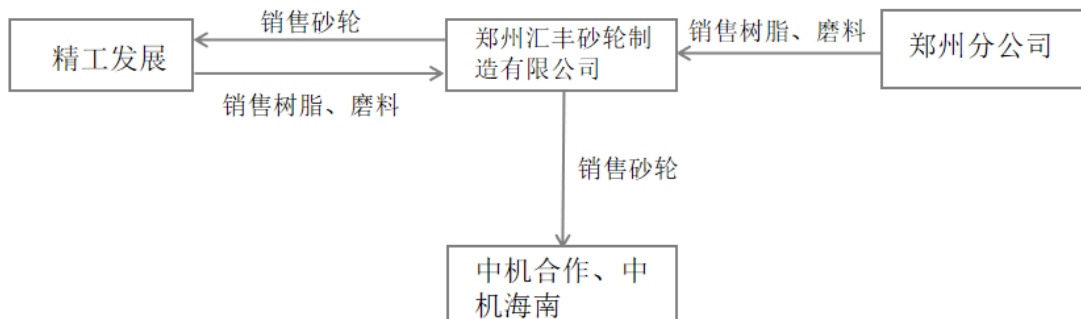 销售砂轮
精工发展
郑州汇丰砂轮制
造有限公司
销售树脂、磨料
郑州分公司
销售树脂、磨料
销售砂轮
中机合作、中
机海南